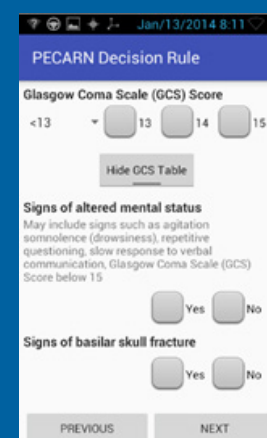 Jan/13/2014 8:11
PECARN Decision Rule
Glasgow Coma Scale (GCS) Score
<13 13 14 15
Hide GCS Table
Signs of altered mental status
May include signs such as agitation
somnolence (drowsiness), repetitive
questioning, slow response to verbal
communication, Glasgow Coma Scale (GCS)
Score below 15
Yes No
Signs of basilar skull fracture
Yes No
PREVIOUS NEXT